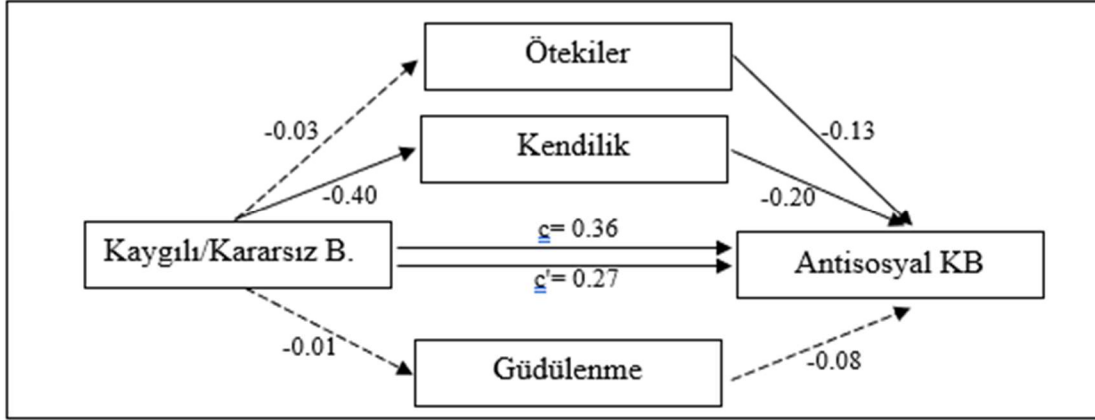 Ötekiler
-0.03
-0.13
Kendilik
-0.40
-0.20
c= 0.36
Kaygılı/Kararsız B.
Antisosyal KB
c'= 0.27
-0.01
-0.08
Güdülenme